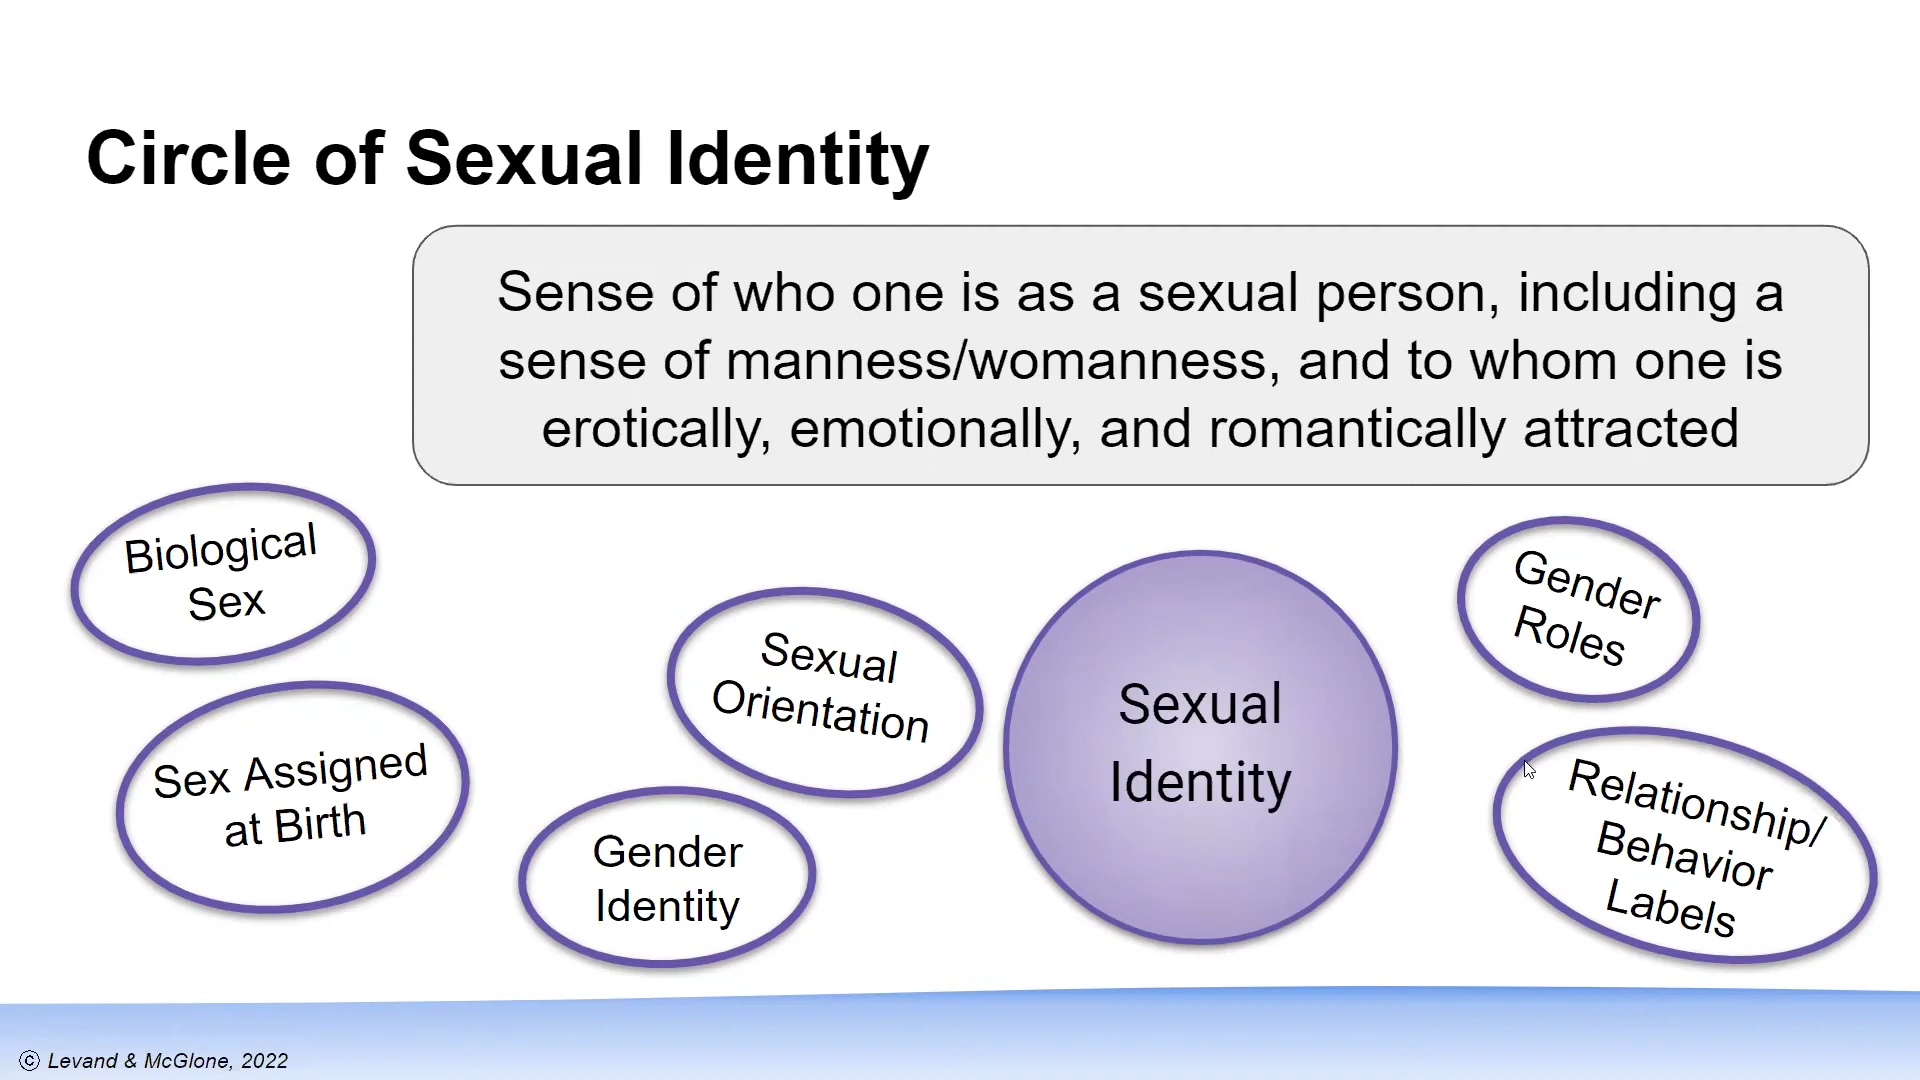 Circle of Sexual Identity
Sense of who one is as a sexual person, including a
sense of manness/womanness, and to whom one is
erotically, emotionally, and romantically attracted
Biological
Sex
Sex Assigned
at Birth
Sexual
Orientation
Gender
Identity
Sexual
Identity
Gender
Roles
Relationship/
Behavior
Labels
© Levand & McGlone, 2022